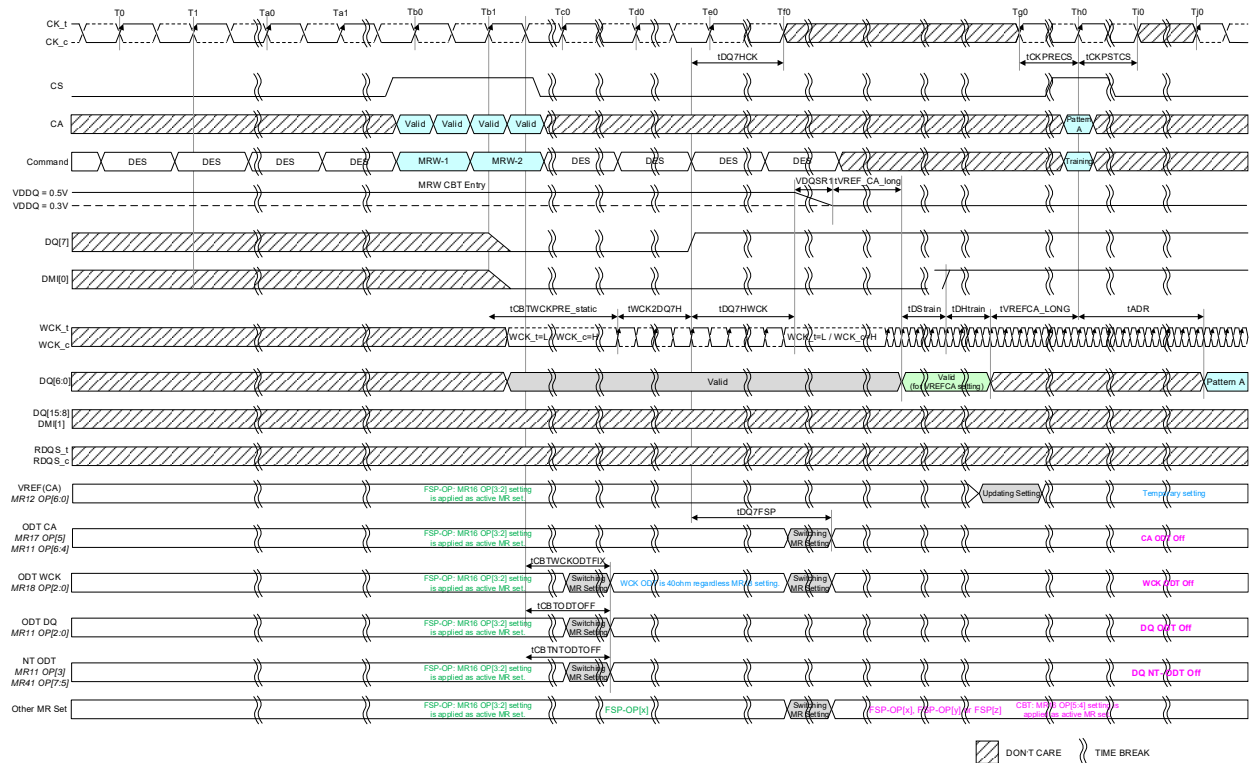 T0 T1 Ta0 Ta1 Tb0 Tb1 Tc0 Td0 Te0 Tf0 Tg0 Th0 Ti0 Tj0
CK_t
CK_c
tDQ7HCK tCKPRECS tCKPSTCS
CS
CA Valid Valid Valid Valid Pattern
A
Command DES DES DES DES MRW-1 MRW-2 DES DES DES DES Training
MRW CBT Entry VDQSR1 tVREF_CA_long
VDDQ = 0.5V
VDDQ = 0.3V
DQ[7]
DMI[0]
tCBTWCKPRE_static tWCK2DQ7H tDQ7HWCK tDStrain tDHtrain tVREFCA_LONG tADR
WCK_t
WCK_c
WCK_t=L / WCK_c=H WCK_t=L / WCK_c=H
DQ[6:0] Valid Valid
(for VREFCA setting) Pattern A
DQ[15:8]
DMI[1]
RDQS_t
RDQS_c
VREF(CA)
MR12 OP[6:0]
FSP-OP: MR16 OP[3:2] setting
is applied as active MR set.
Updating Setting Temporary setting
tDQ7FSP
ODT CA
MR17 OP[5]
MR11 OP[6:4]
FSP-OP: MR16 OP[3:2] setting
is applied as active MR set.
Switching
MR Setting
CA ODT Off
tCBTWCKODTFIX
ODT WCK
MR18 OP[2:0]
FSP-OP: MR16 OP[3:2] setting
is applied as active MR set.
Switching
MR Setting
WCK ODT is 40ohm regardless setting.
Switching
MR Setting
WCK ODT Off
tCBTODTOFF
ODT DQ
MR11 OP[2:0]
FSP-OP: MR16 OP[3:2] setting
is applied as active MR set.
Switching
MR Setting
DQ ODT Off
tCBTNTODTOFF
NT ODT
MR11 OP[3]
MR41 OP[7:5]
FSP-OP: MR16 OP[3:2] setting
is applied as active MR set.
Switching
MR Setting
DQ NT-ODT Off
Other MR Set
FSP-OP: MR16 OP[3:2] setting
is applied as active MR set.
FSP-OP[x]
Switching
MR Setting
FSP-OP[x], FSP-OP[y] or FSP[z]
CBT: OP[5:4] setting is
applied as active MR set
DON'T CARE TIME BREAK